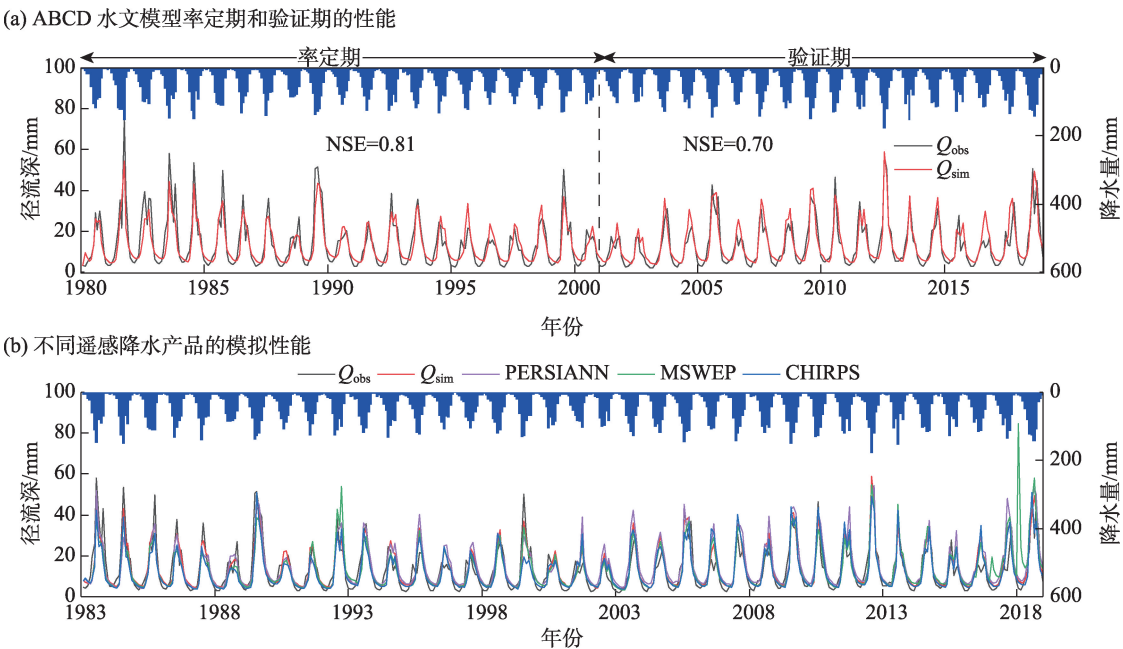 (a) ABCD 水文模型率定期和验证期的性能
率定期 验证期
100 0
80
60 200
40 400
20
0 600
径流深/mm
降水量/mm
NSE=0.81 NSE=0.70
Qobs
Qsim
1980 1985 1990 1995 2000 2005 2010 2015
年份
(b) 不同遥感降水产品的模拟性能
Qobs Qsim PERSIANN MSWEP CHIRPS
100 0
80
60 200
40 400
20
0 600
径流深/mm
降水量/mm
1983 1988 1993 1998 2003 2008 2013 2018
年份